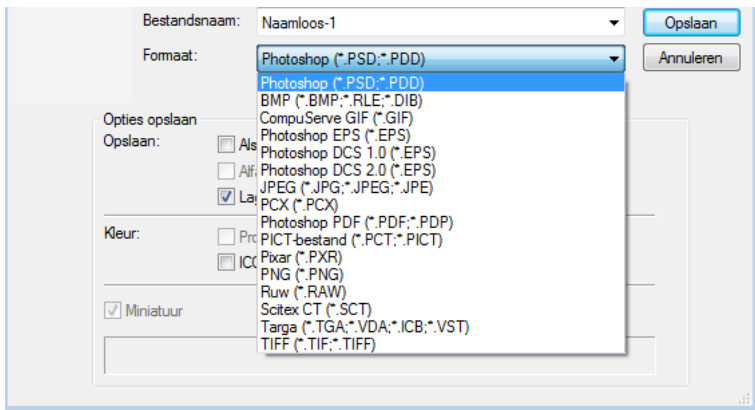 Bestandsnaam: Naamloos-1 Opslaan
Formaat: Photoshop (*.PSD;*.PDD) Annuleren
Photoshop (*.PSD;*.PDD)
BMP (*.BMP;*.RLE;*.DIB)
CompuServe GIF (*.GIF)
Photoshop EPS (*.EPS)
Photoshop DCS 1.0 (*.EPS)
Photoshop DCS 2.0 (*.EPS)
JPEG (*.JPG;*.JPEG;*.JPE)
PCX (*.PCX)
Photoshop PDF (*.PDF;*.PDP)
PICT-bestand (*.PCT;*.PICT)
Pixar (*.PXR)
PNG (*.PNG)
Ruw (*.RAW)
Scitex CT (*.SCT)
Targa (*.TGA;*.VDA;*.ICB;*.VST)
TIFF (*.TIF;*.TIFF)
Opties opslaan
Opslaan: Als
Kleur:
Miniatuur